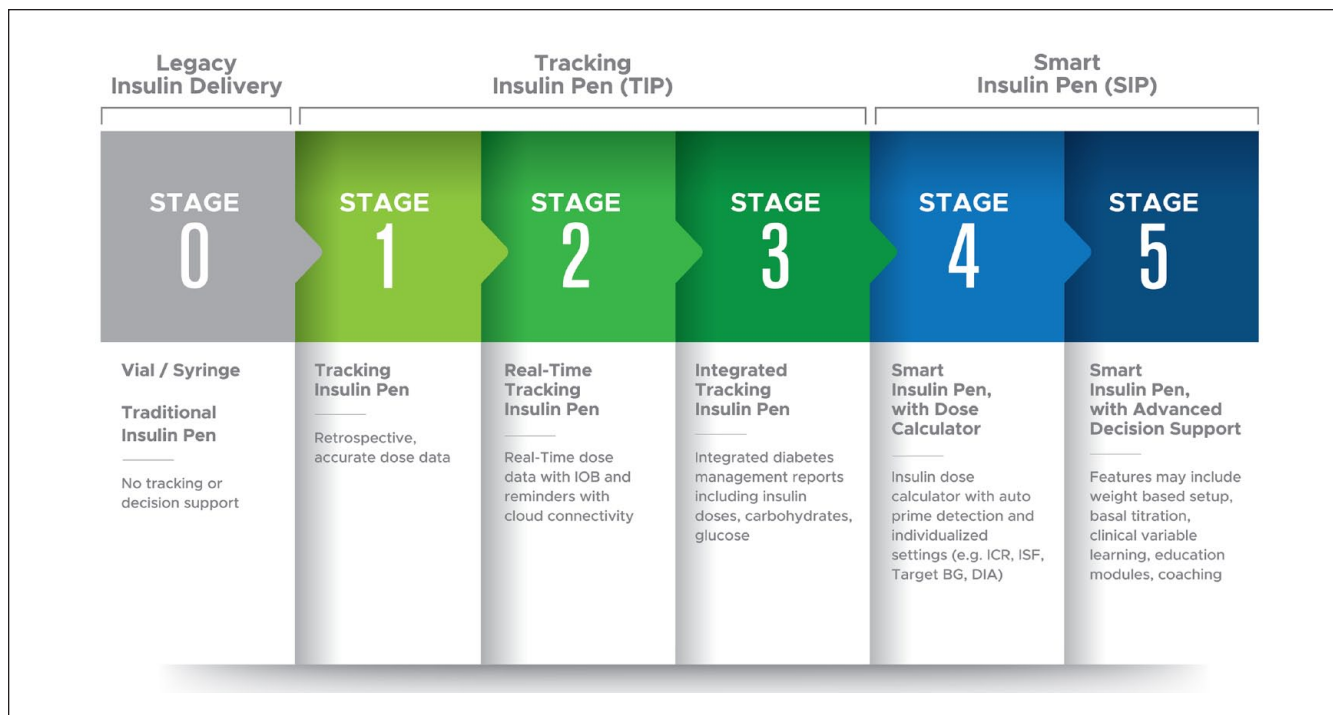 Legacy
Insulin Delivery
Tracking
Insulin Pen (TIP)
Smart
Insulin Pen (SIP)
STAGE
0
STAGE
1
STAGE
2
STAGE
3
STAGE
4
STAGE
5
Vial / Syringe
Traditional
Insulin Pen
No tracking or
decision support
Tracking
Insulin Pen
Retrospective,
accurate dose data
Real-Time
Tracking
Insulin Pen
Real-Time dose
data with IOB and
reminders with
cloud connectivity
Integrated
Tracking
Insulin Pen
Integrated diabetes
management reports
including insulin
doses, carbohydrates,
glucose
Smart
Insulin Pen,
with Dose
Calculator
Insulin dose
calculator with auto
prime detection and
individualized
settings (e.g. ICR, ISF,
Target BG, DIA)
Smart
Insulin Pen,
with Advanced
Decision Support
Features may include
weight based setup,
basal titration,
clinical variable
learning, education
modules, coaching